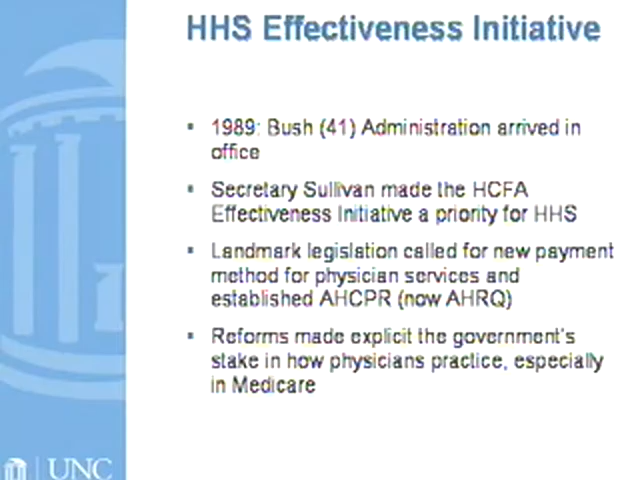 HHS Effectiveness Initiative
1989: Bush (41) Administration arrived in
office
Secretary Sullivan made the HCFA
Effectiveness Initiative a priority for HHS
Landmark legislation called for new payment
method for physician services and
established AHCPR (now AHRQ)
Reforms made explicit the government's
stake in how physicians practice, especially
in Medicare
UNC